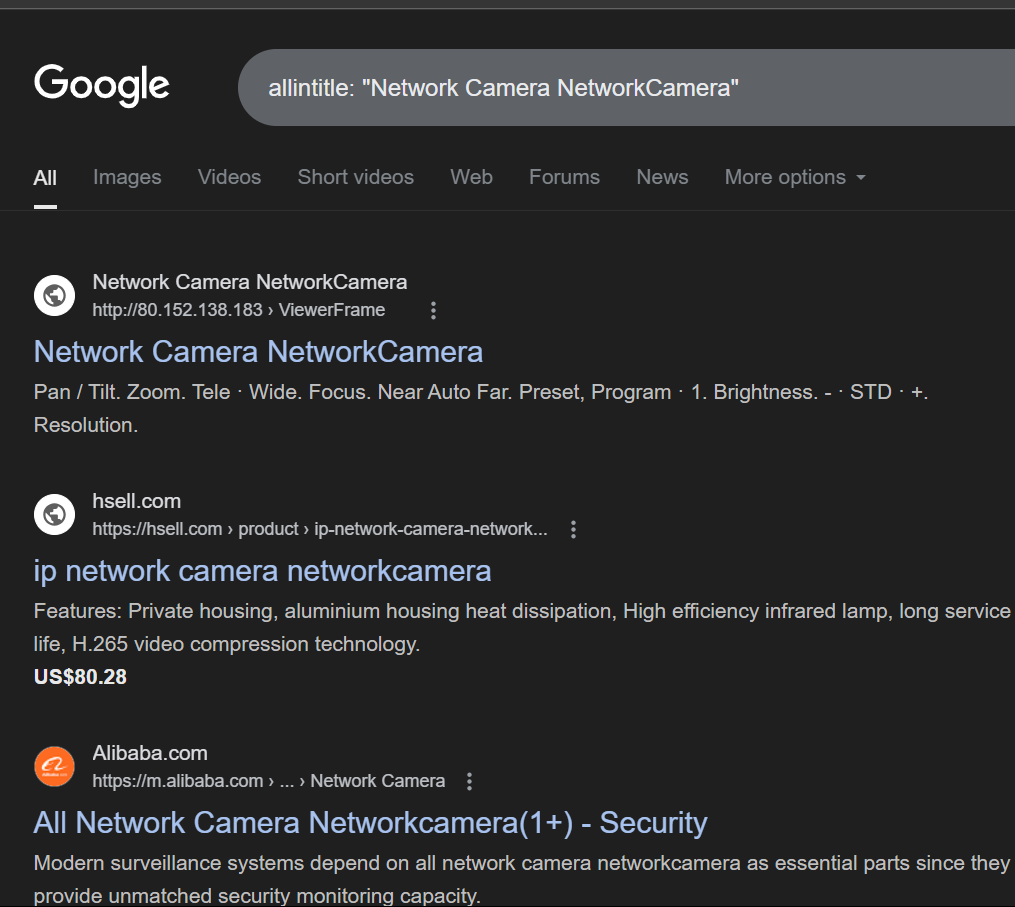 Google
allintitle: "Network Camera NetworkCamera"
All Images Videos Short videos Web Forums News More options
Network Camera NetworkCamera
http://80.152.138.183 › ViewerFrame
Network Camera NetworkCamera
Pan / Tilt. Zoom. Tele · Wide. Focus. Near Auto Far. Preset, Program · 1. Brightness. - · STD · +.
Resolution.
hsell.com
https://hsell.com › product › ip-network-camera-network...
ip network camera networkcamera
Features: Private housing, aluminium housing heat dissipation, High efficiency infrared lamp, long service
life, H.265 video compression technology.
US$80.28
Alibaba.com
https://m.alibaba.com › ... › Network Camera
All Network Camera Networkcamera(1+) - Security
Modern surveillance systems depend on all network camera networkcamera as essential parts since they
provide unmatched security monitoring capacity.